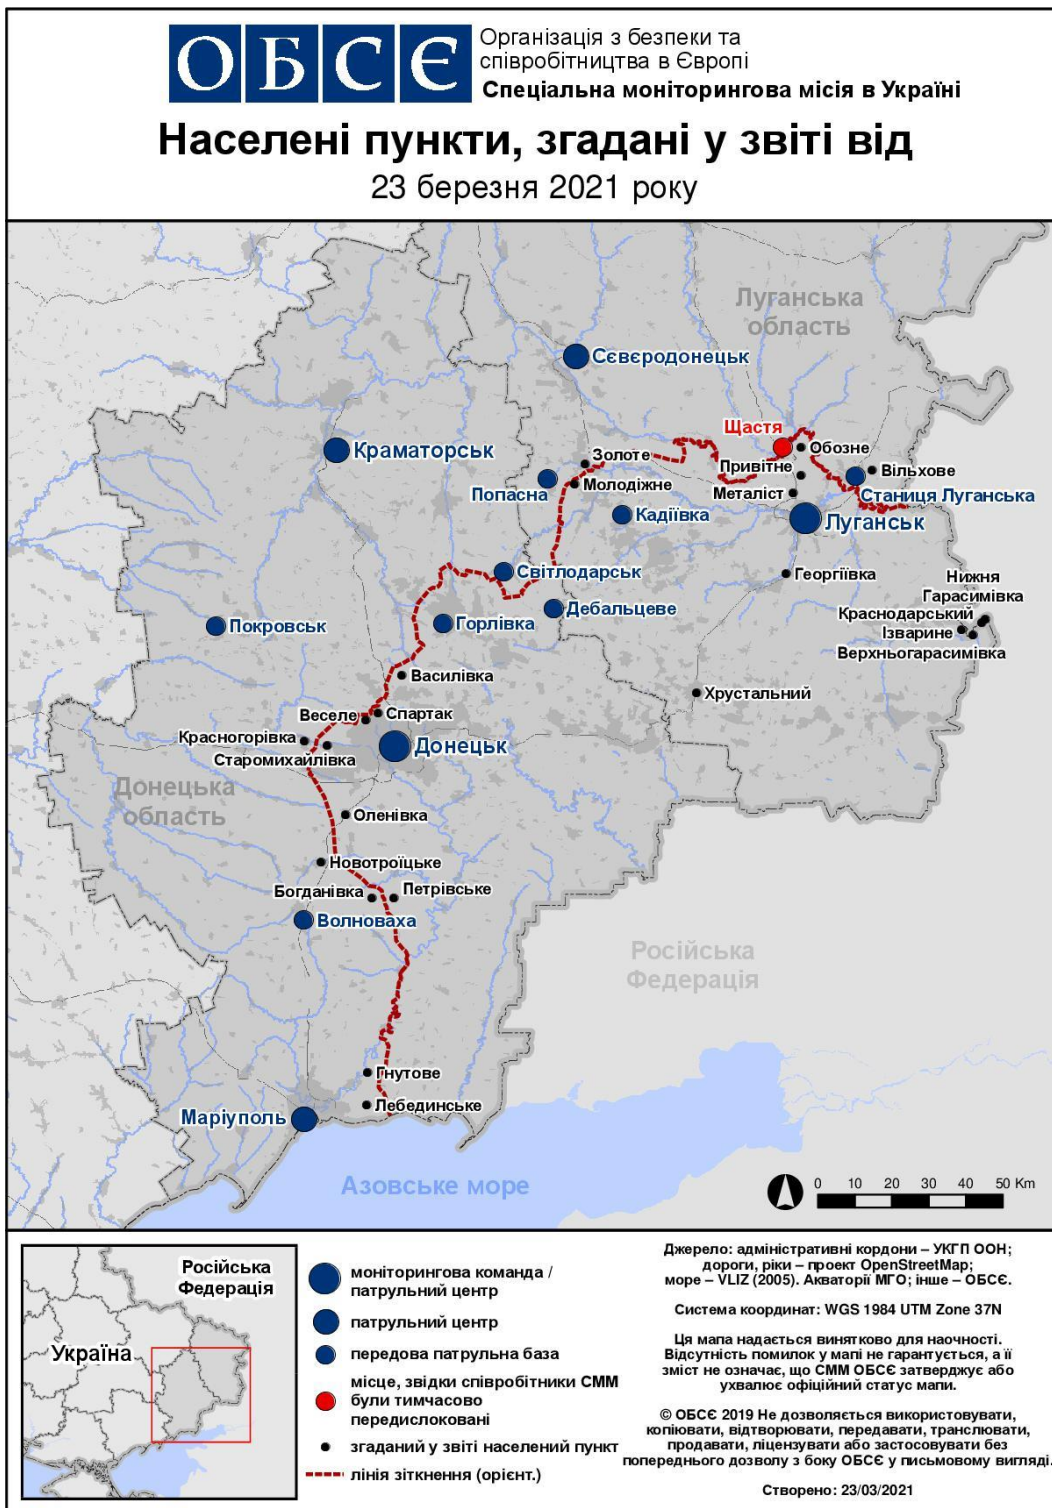 ОБСЄ
Організація з безпеки та
співробітництва в Європі
Спеціальна моніторингова місія в Україні
Населені пункти, згадані у звіті від
23 березня 2021 року
Луганська
область
Сєвєродонецьк
Щастя
Обозне
Краматорськ
Золоте
Привітне
Вільхове
Попасна
Молодіжне
Металіст
Станиця Луганська
Кадіївка
Луганськ
Світлодарськ
Георгіївка
Нижня
Гарасимівка
Дебальцеве
Краснодарський
Покровськ
Горлівка
Ізварине
Верхньогарасимівка
Василівка
Хрустальний
Веселе
Спартак
Красногорівка
Донецьк
Старомихайлівка
Донецька
область
Оленівка
Новотроїцьке
Богданівка
Петрівське
Волноваха
Російська
Федерація
Гнутове
Лебединське
Маріуполь
Азовське море
0 10 20 30 40 50 Km
Російська
Федерація
Україна
моніторингова команда /
патрульний центр
патрульний центр
передова патрульна база
місце, звідки співробітники СММ
були тимчасово
передислоковані
згаданий у звіті населений пункт
лінія зіткнення (орієнт.)
Джерело: адміністративні кордони – УКГП ООН;
дороги, ріки – проект OpenStreetMap;
море – VLIZ (2005). Акваторії МГО; інше – ОБСЄ.
Система координат: WGS 1984 UTM Zone 37N
Ця мапа надається винятково для наочності.
Відсутність помилок у мапі не гарантується, а її
зміст не означає, що СММ ОБСЄ затверджує або
ухвалює офіційний статус мапи.
© ОБСЄ 2019 Не дозволяється використовувати,
копіювати, відтворювати, передавати, транслювати,
продавати, ліцензувати або застосовувати без
попереднього дозволу з боку ОБСЄ у письмовому вигляді.
Створено: 23/03/2021